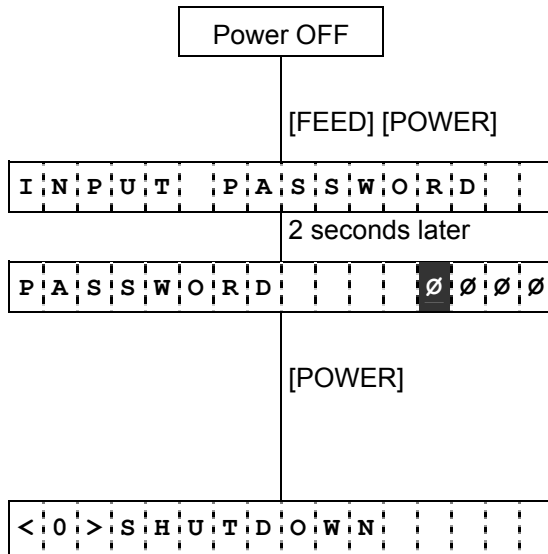 Power OFF
[FEED] [POWER]
INPUT PASSWORD
2 seconds later
PASSWORD ØØØØ
[POWER]
<0>SHUTDOWN